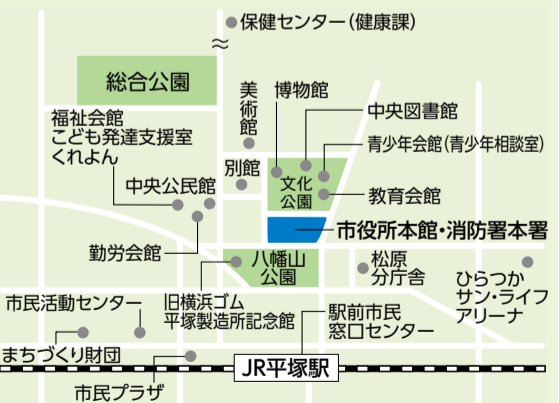 保健センター(健康課)
総合公園
美術館
博物館
中央図書館
福祉会館
こども発達支援室
くれよん
青少年会館(青少年相談室)
別館
文化
公園
中央公民館
教育会館
市役所本館・消防署本署
勤労会館
八幡山
公園
松原
分庁舎
ひらつか
サン・ライフ
アリーナ
市民活動センター
旧横浜ゴム
平塚製造所記念館
駅前市民
窓口センター
まちづくり財団
JR平塚駅
市民プラザ